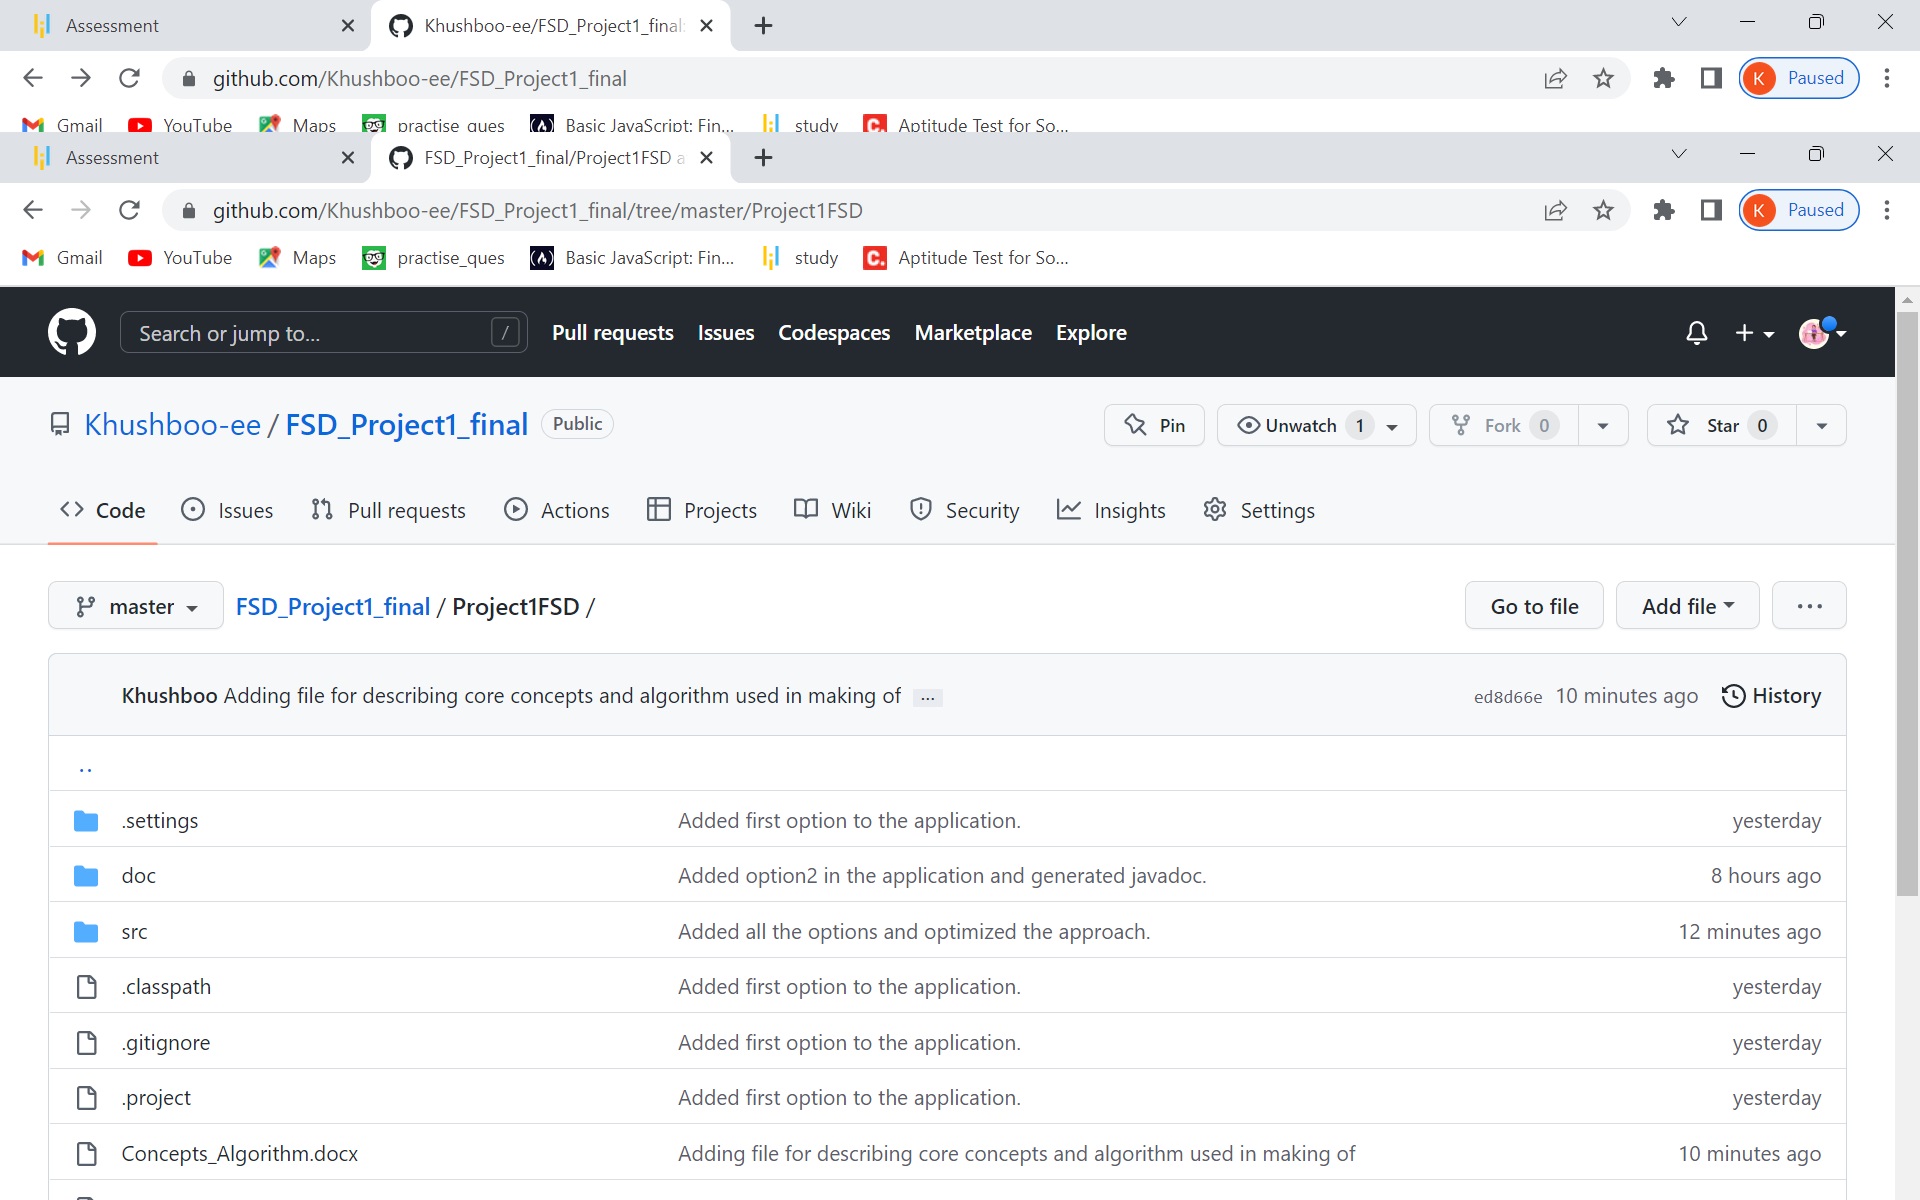 Assessment Khushboo-ee/FSD_Project1_final:
github.com/Khushboo-ee/FSD_Project1_final K Paused
Gmail YouTube Maps practise_ques Basic JavaScript: Fin... study Aptitude Test for So...
Assessment FSD_Project1_final/Project1FSD a
github.com/Khushboo-ee/FSD_Project1_final/tree/master/Project1FSD K Paused
Gmail YouTube Maps practise_ques (ʌ) Basic JavaScript: Fin... study C. Aptitude Test for So...
Search or jump to... / Pull requests Issues Codespaces Marketplace Explore
Khushboo-ee / FSD_Project1_final Public Pin Unwatch 1 Fork 0 Star 0
<> Code Issues Pull requests Actions Projects Wiki Security Insights Settings
master FSD_Project1_final / Project1FSD / Go to file Add file ...
Khushboo Adding file for describing core concepts and algorithm used in making of ... ed8d66e 10 minutes ago History
..
.settings Added first option to the application. yesterday
doc Added option2 in the application and generated javadoc. 8 hours ago
src Added all the options and optimized the approach. 12 minutes ago
.classpath Added first option to the application. yesterday
.gitignore Added first option to the application. yesterday
.project Added first option to the application. yesterday
Concepts_Algorithm.docx Adding file for describing core concepts and algorithm used in making of 10 minutes ago